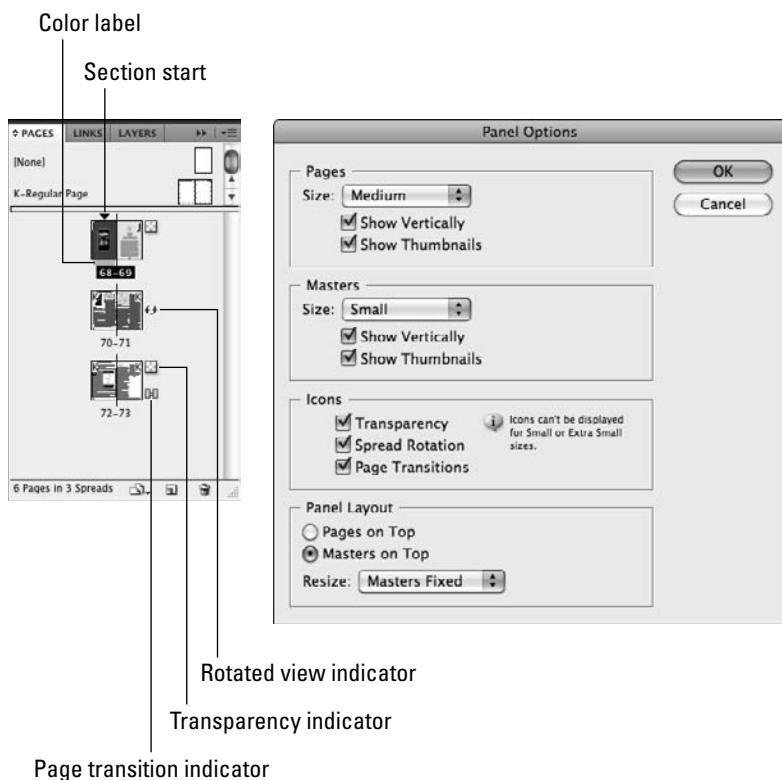 Color label
Section start
PAGES LINKS LAYERS
[None]
K-Regular Page
68-69
70-71
72-73
6 Pages in 3 Spreads
Panel Options
Pages
Size: Medium
Show Vertically
Show Thumbnails
OK
Cancel
Masters
Size: Small
Show Vertically
Show Thumbnails
Icons
Transparency
Spread Rotation
Page Transitions
Icons can't be displayed
for Small or Extra Small
sizes.
Panel Layout
Pages on Top
Masters on Top
Resize: Masters Fixed
Rotated view indicator
Transparency indicator
Page transition indicator